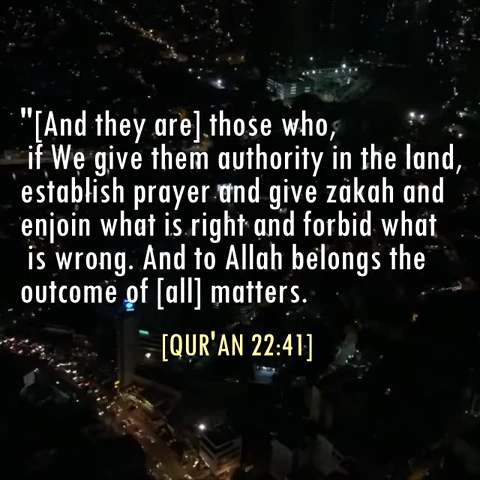 "[And they are] those who,
if We give them authority in the land,
establish prayer and give zakah and
enjoin what is right and forbid what
is wrong. And to Allah belongs the
outcome of [all] matters.
[QUR'AN 22:41]